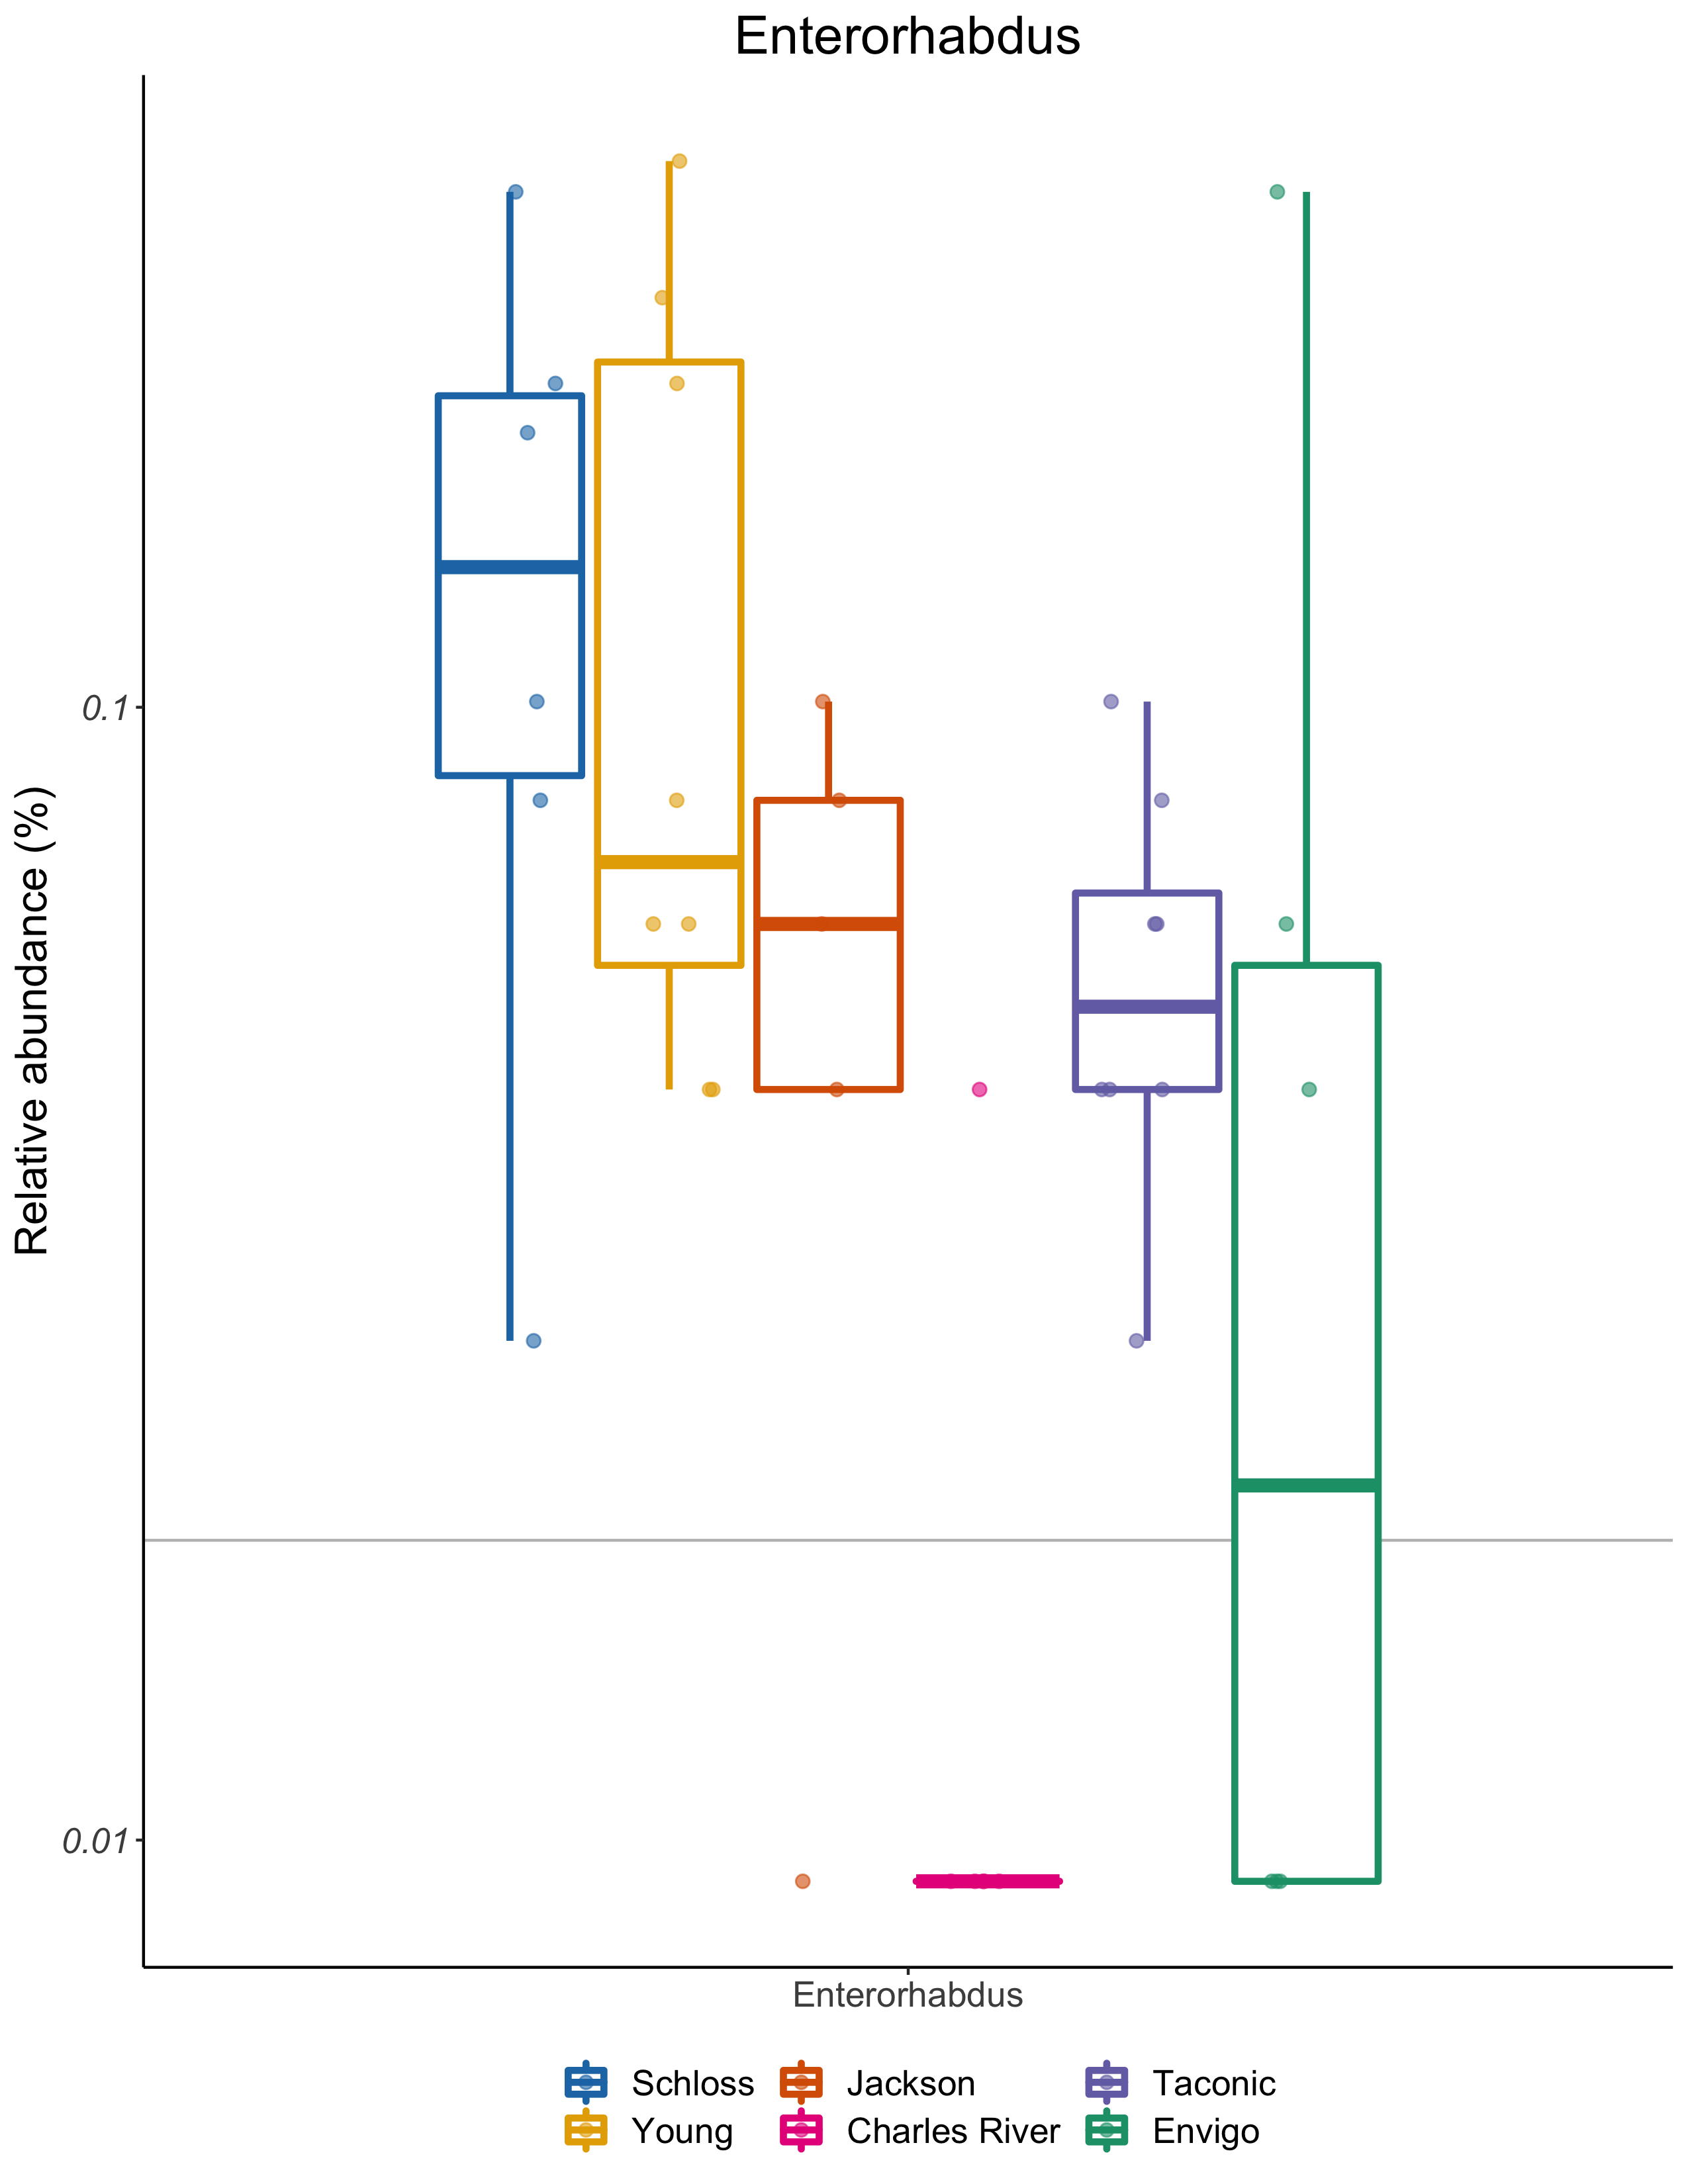 Enterorhabdus
Relative abundance (%)
0.1
0.01
Enterorhabdus
Schloss
Jackson
Taconic
Young
Charles River
Envigo